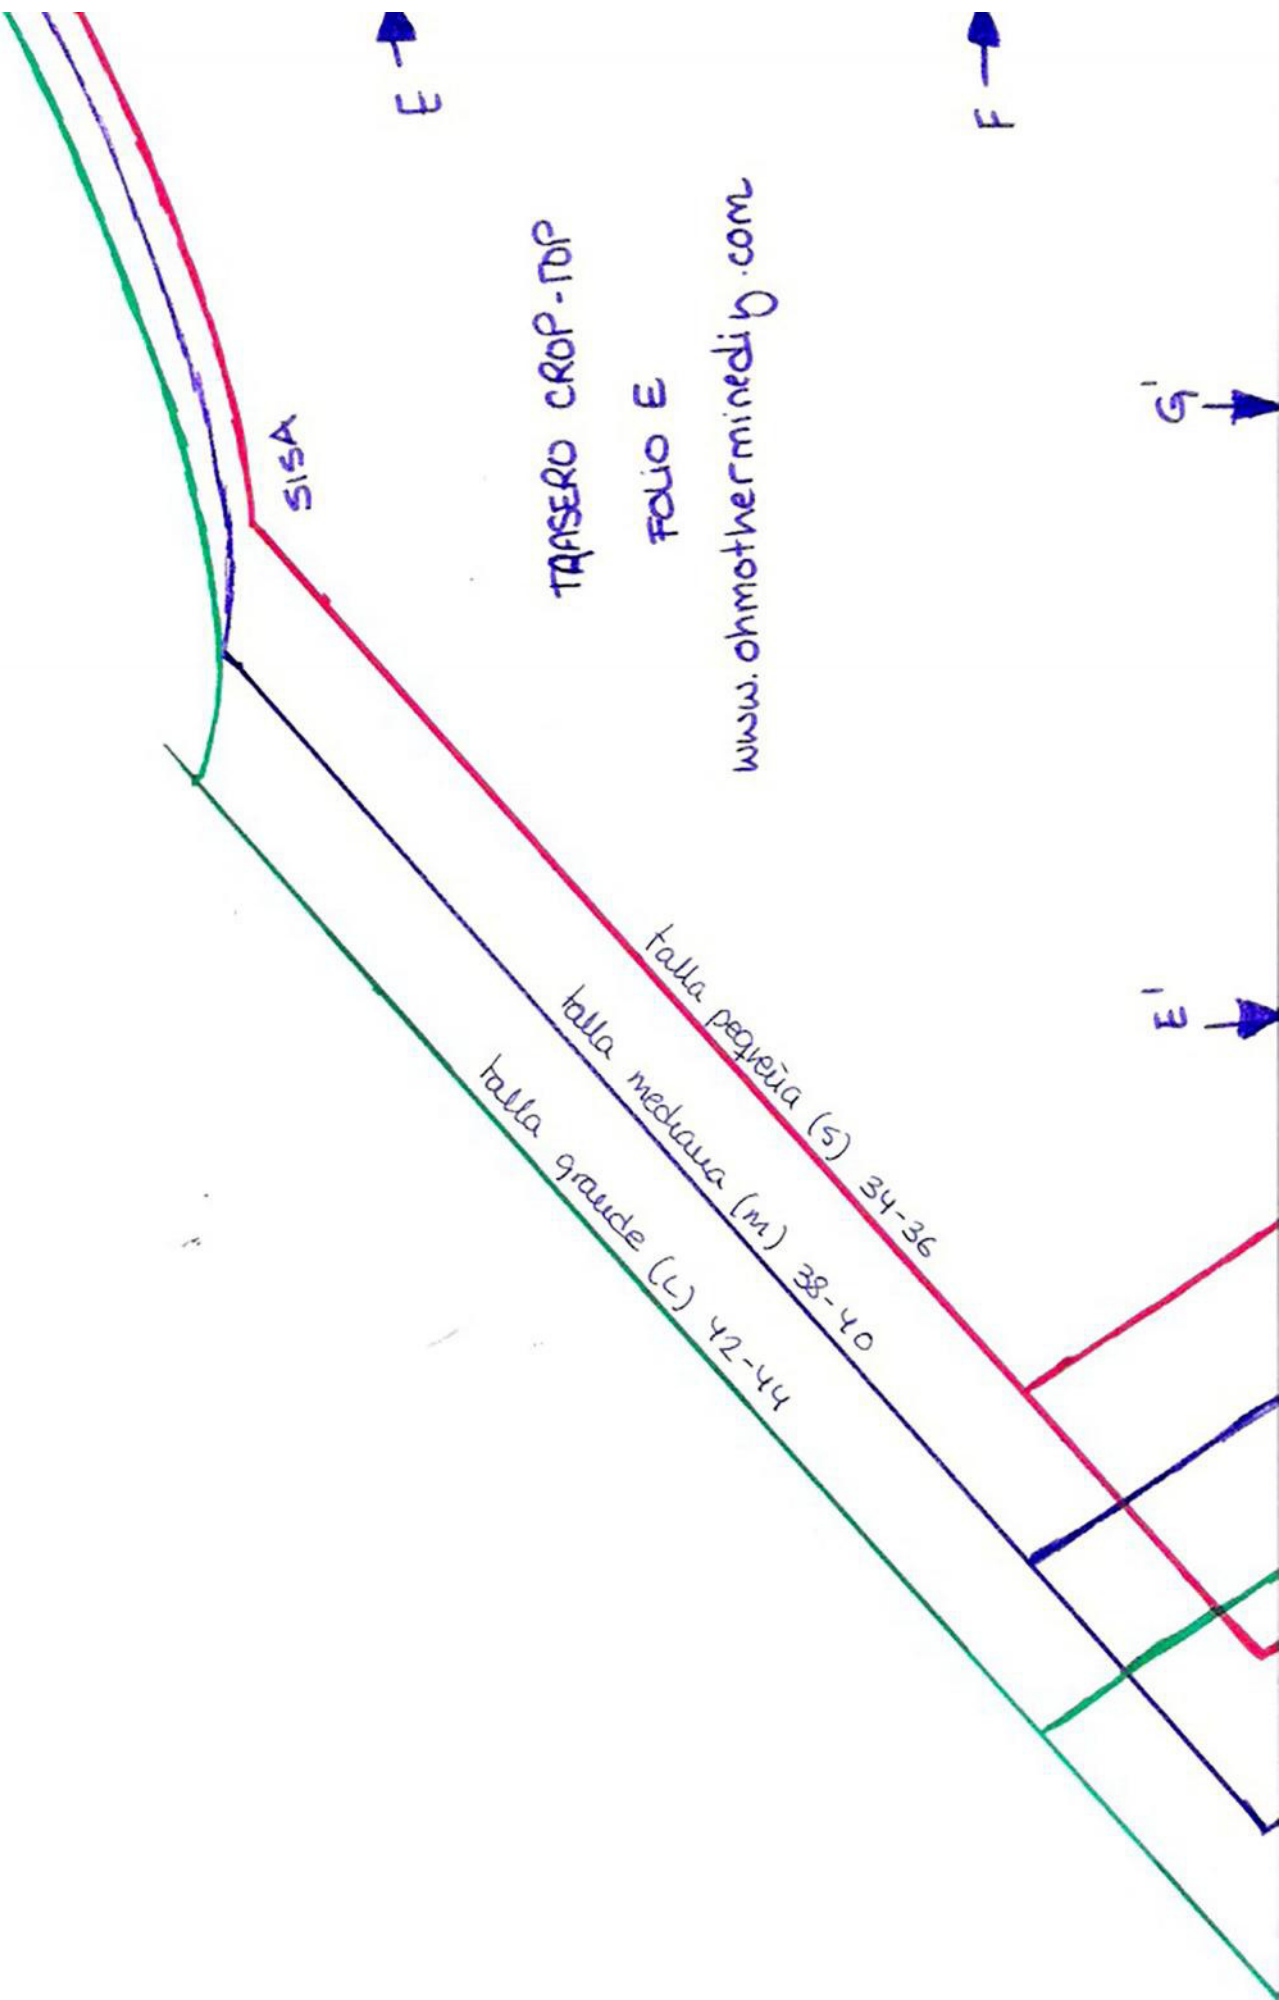 E
F
TRASERO CROP-TOP
FOLIO E
www.ohmotherminediy.com
SISA
G'
E'
talla pequeña (S) 34-36
talla mediana (M) 38-40
talla grande (L) 42-44